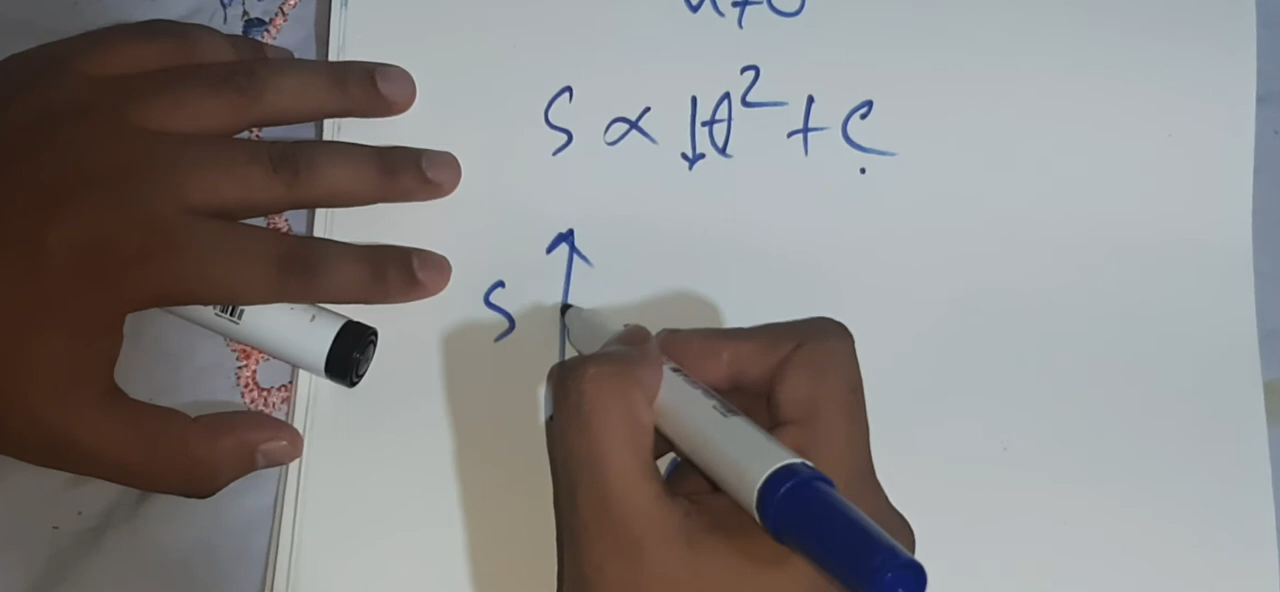 S ∝ ↓t² + C
S